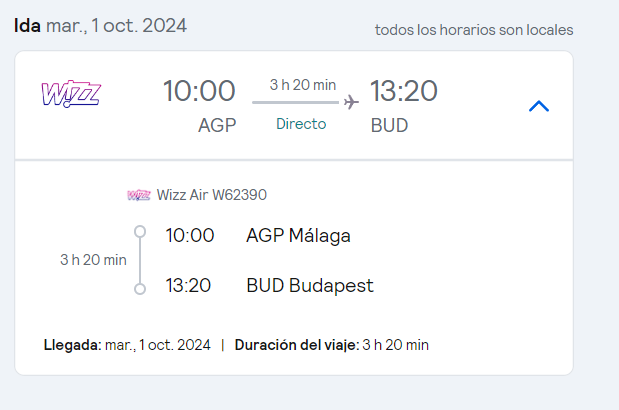 Ida mar., 1 oct. 2024
todos los horarios son locales
Wizz
10:00 3 h 20 min 13:20
AGP Directo BUD
Wizz Wizz Air W62390
10:00 AGP Málaga
3 h 20 min
13:20 BUD Budapest
Llegada: mar., 1 oct. 2024 | Duración del viaje: 3 h 20 min